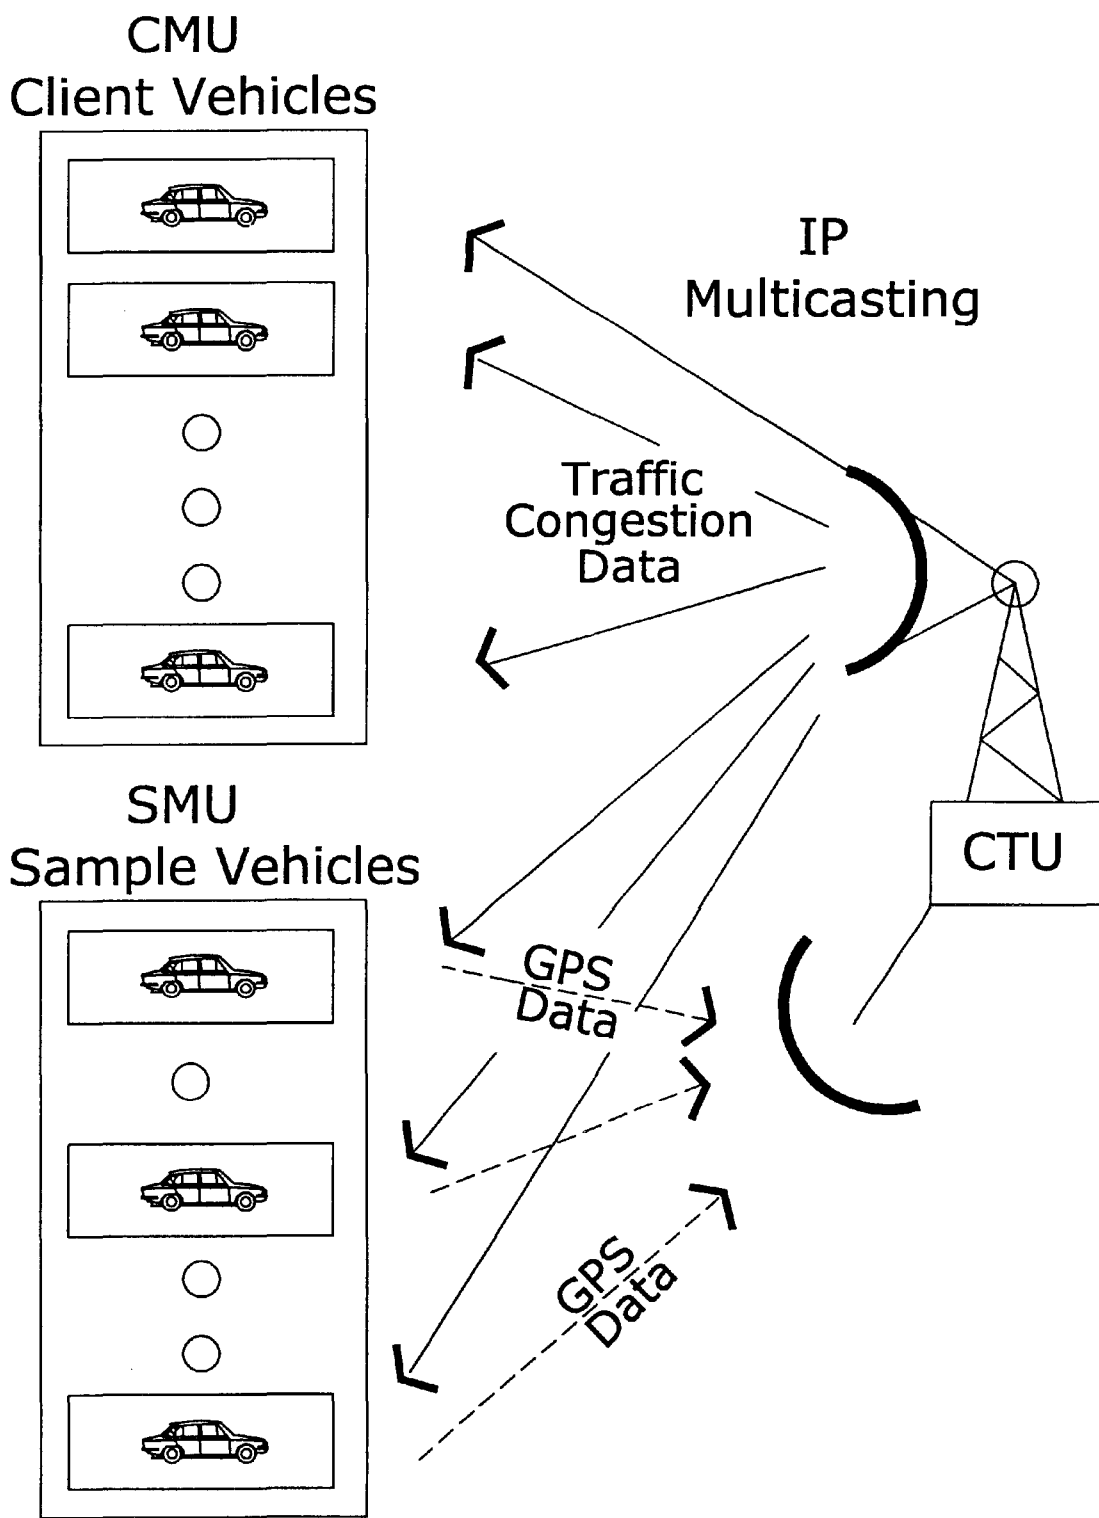 CMU
Client Vehicles
IP
Multicasting
Traffic
Congestion
Data
SMU
Sample Vehicles
CTU
GPS
Data
GPS
Data